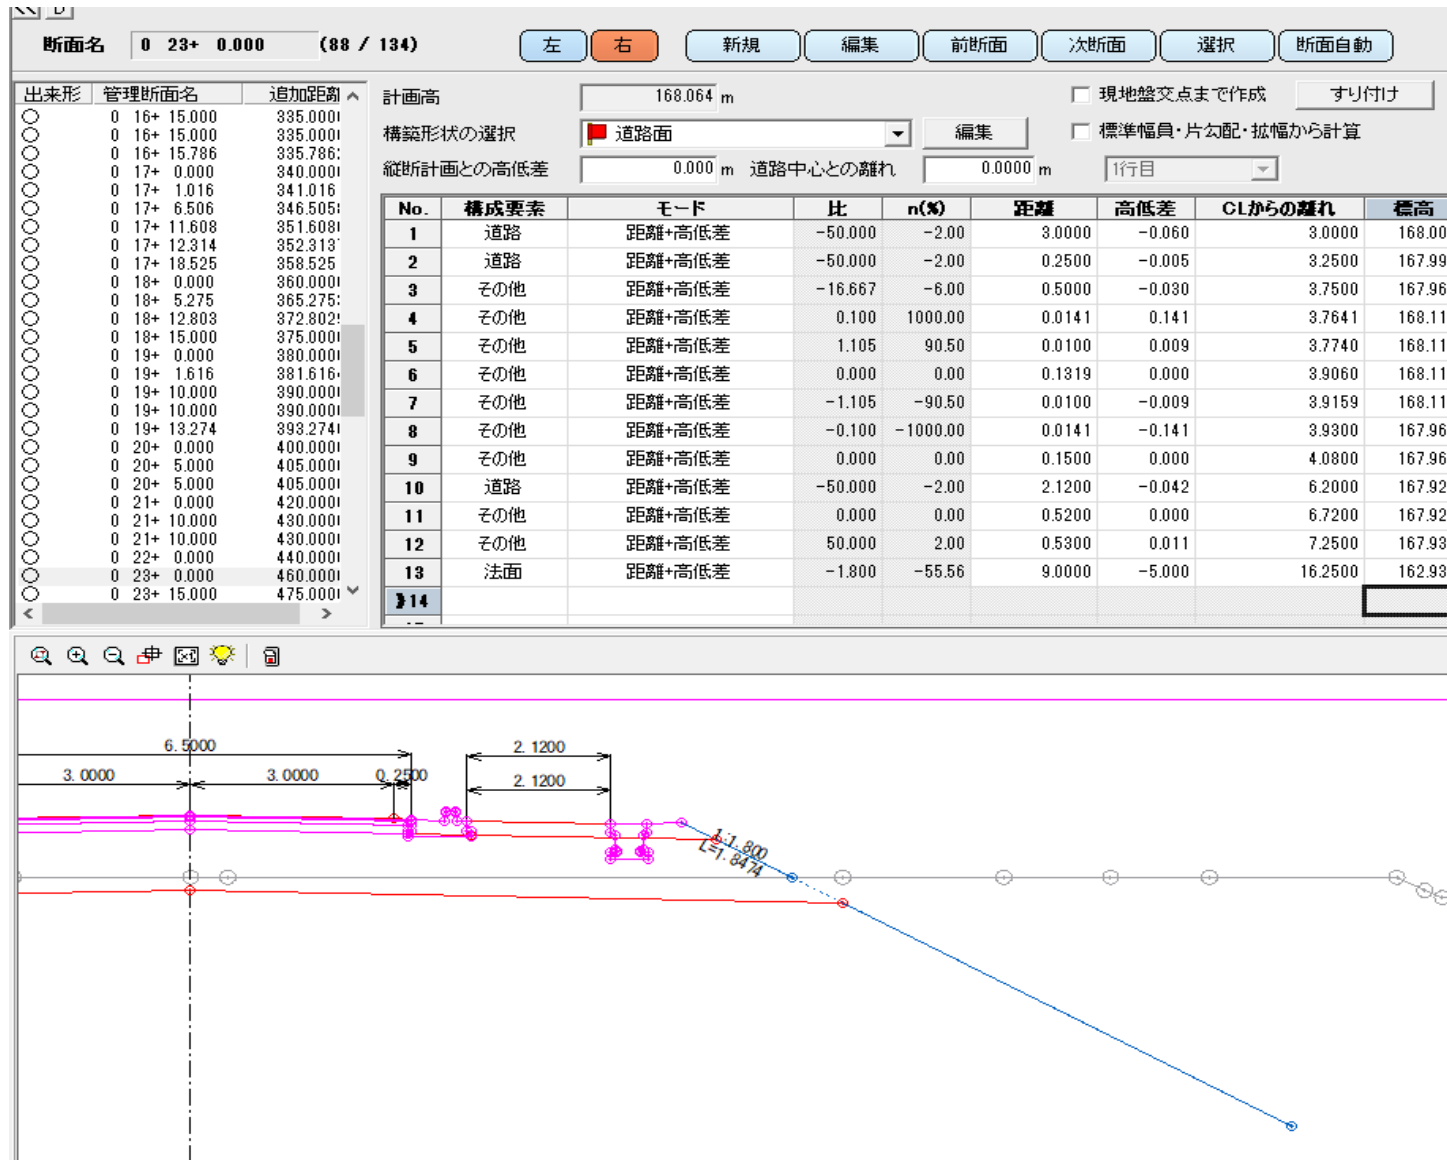 <<
断面名 0 23+ 0.000 (88 / 134) 左 右 新規 編集 前断面 次断面 選択 断面自動
出来形 管理断面名 追加距離
0 16+ 15.000 335.000
0 16+ 15.000 335.000
0 16+ 15.786 335.786
0 17+ 0.000 340.000
0 17+ 1.016 341.016
0 17+ 6.506 346.505
0 17+ 11.608 351.608
0 17+ 12.314 352.313
0 17+ 18.525 358.525
0 18+ 0.000 360.000
0 18+ 5.275 365.275
0 18+ 12.803 372.802
0 18+ 15.000 375.000
0 19+ 0.000 380.000
0 19+ 1.616 381.616
0 19+ 10.000 390.000
0 19+ 10.000 390.000
0 19+ 13.274 393.274
0 20+ 0.000 400.000
0 20+ 5.000 405.000
0 20+ 5.000 405.000
0 21+ 0.000 420.000
0 21+ 10.000 430.000
0 21+ 10.000 430.000
0 22+ 0.000 440.000
0 23+ 0.000 460.000
0 23+ 15.000 475.000
計画高 168.064 m 現地盤交点まで作成 すり付け
構築形状の選択 道路面 編集 標準幅員・片勾配・拡幅から計算
縦断計画との高低差 0.000 m 道路中心との離れ 0.0000 m 1行目
No. 構成要素 モード 比 n(%) 距離 高低差 CLからの離れ 標高
1 道路 距離+高低差 -50.000 -2.00 3.0000 -0.060 3.0000 168.00
2 道路 距離+高低差 -50.000 -2.00 0.2500 -0.005 3.2500 167.99
3 その他 距離+高低差 -16.667 -6.00 0.5000 -0.030 3.7500 167.96
4 その他 距離+高低差 0.100 1000.00 0.0141 0.141 3.7641 168.11
5 その他 距離+高低差 1.105 90.50 0.0100 0.009 3.7740 168.11
6 その他 距離+高低差 0.000 0.00 0.1319 0.000 3.9060 168.11
7 その他 距離+高低差 -1.105 -90.50 0.0100 -0.009 3.9159 168.11
8 その他 距離+高低差 -0.100 -1000.00 0.0141 -0.141 3.9300 167.96
9 その他 距離+高低差 0.000 0.00 0.1500 0.000 4.0800 167.96
10 道路 距離+高低差 -50.000 -2.00 2.1200 -0.042 6.2000 167.92
11 その他 距離+高低差 0.000 0.00 0.5200 0.000 6.7200 167.92
12 その他 距離+高低差 50.000 2.00 0.5300 0.011 7.2500 167.93
13 法面 距離+高低差 -1.800 -55.56 9.0000 -5.000 16.2500 162.93
14
6.5000 2.1200
3.0000 3.0000 0.2500 2.1200
1:1.800
L=1.8474